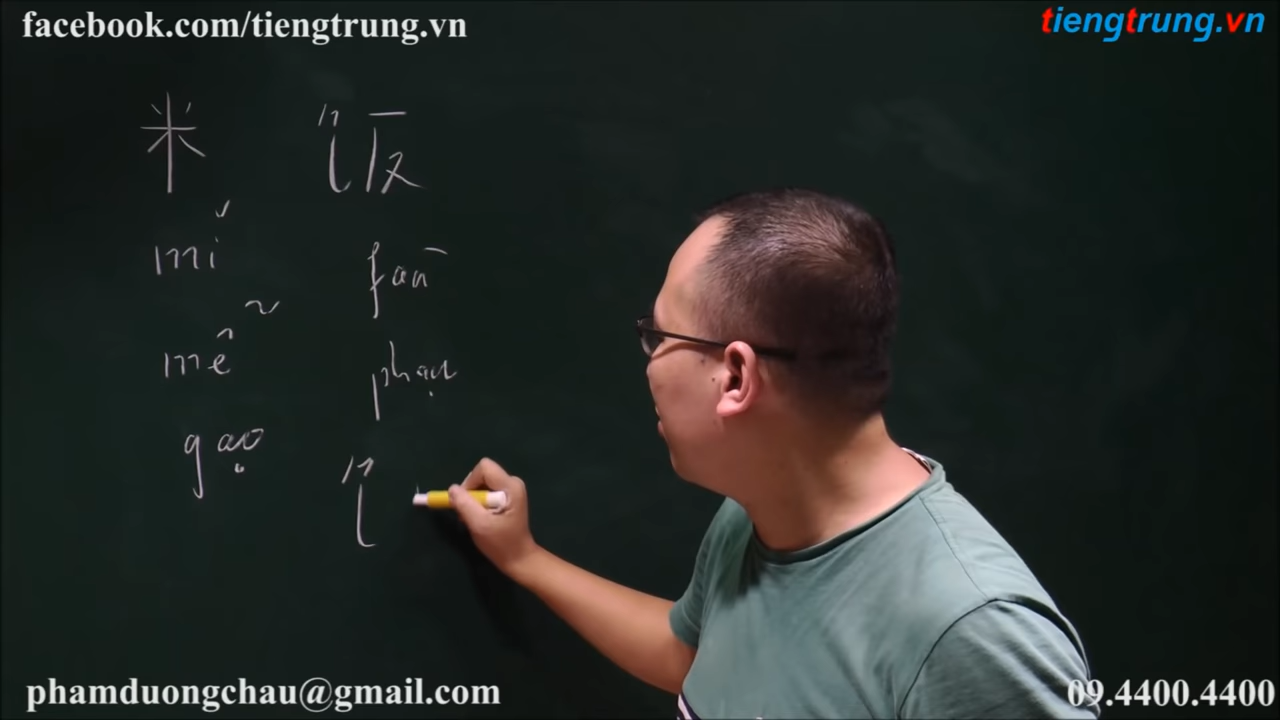 facebook.com/tiengtrung.vn
tiengtrung.vn
米 饭
mǐ fàn
mễ phạn
gạo 饣
phamduongchau@gmail.com
09.4400.4400